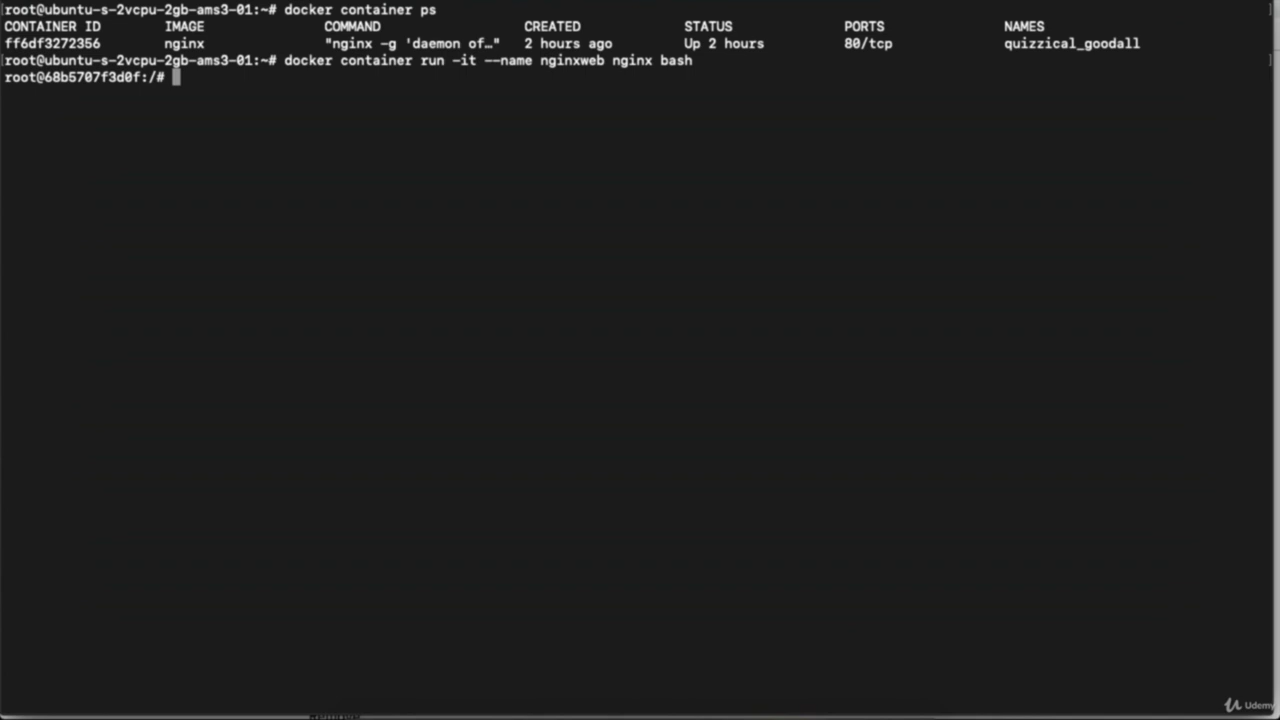 root@ubuntu-s-2vcpu-2gb-ams3-01:~# docker container ps
CONTAINER ID IMAGE COMMAND CREATED STATUS PORTS NAMES
ff6df3272356 nginx "nginx -g 'daemon of…" 2 hours ago Up 2 hours 80/tcp quizzical_goodall
root@ubuntu-s-2vcpu-2gb-ams3-01:~# docker container run -it --name nginxweb nginx bash
root@68b5707f3d0f:/#
Udemy